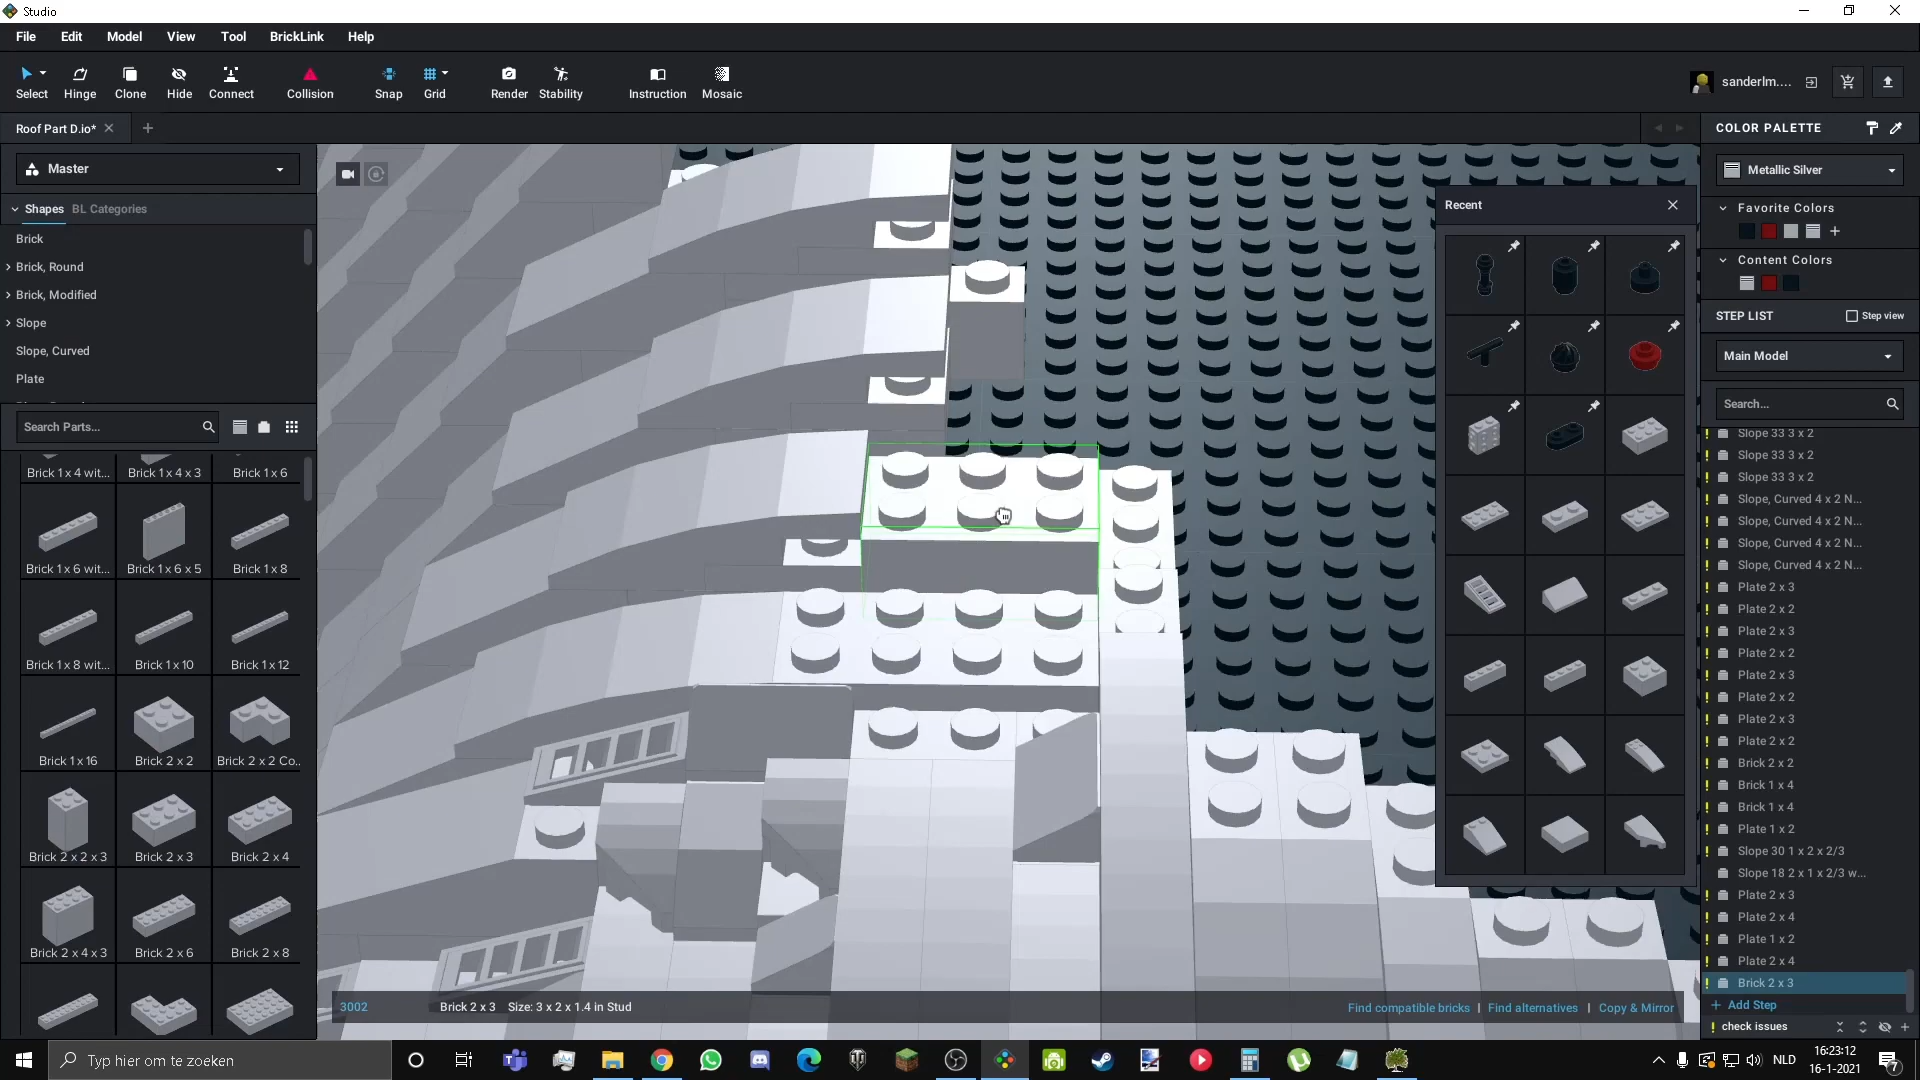 Studio
File Edit Model View Tool BrickLink Help
Select Hinge Clone Hide Connect Collision Snap Grid Render Stability Instruction Mosaic
sanderlm....
Roof Part D.io*
COLOR PALETTE
Master
Metallic Silver
Shapes BL Categories
Recent
Favorite Colors
Brick
Brick, Round
Content Colors
Brick, Modified
Slope
STEP LIST Step view
Slope, Curved
Main Model
Plate
Search Parts...
Search...
Slope 33 3 x 2
Slope 33 3 x 2
Slope 33 3 x 2
Slope, Curved 4 x 2 N...
Slope, Curved 4 x 2 N...
Slope, Curved 4 x 2 N...
Slope, Curved 4 x 2 N...
Plate 2 x 3
Plate 2 x 2
Plate 2 x 3
Plate 2 x 2
Plate 2 x 3
Plate 2 x 2
Plate 2 x 3
Plate 2 x 2
Brick 2 x 2
Brick 1 x 4
Brick 1 x 4
Plate 1 x 2
Slope 30 1 x 2 x 2/3
Slope 18 2 x 1 x 2/3 w...
Plate 2 x 3
Plate 2 x 4
Plate 1 x 2
Plate 2 x 4
Brick 2 x 3
+ Add Step
! check issues
Brick 1 x 4 wit... Brick 1 x 4 x 3 Brick 1 x 6
Brick 1 x 6 wit... Brick 1 x 6 x 5 Brick 1 x 8
Brick 1 x 8 wit... Brick 1 x 10 Brick 1 x 12
Brick 1 x 16 Brick 2 x 2 Brick 2 x 2 Co...
Brick 2 x 2 x 3 Brick 2 x 3 Brick 2 x 4
Brick 2 x 4 x 3 Brick 2 x 6 Brick 2 x 8
3002 Brick 2 x 3 Size: 3 x 2 x 1.4 in Stud
Find compatible bricks | Find alternatives | Copy & Mirror
Typ hier om te zoeken
NLD
16:23:12
16-1-2021
7